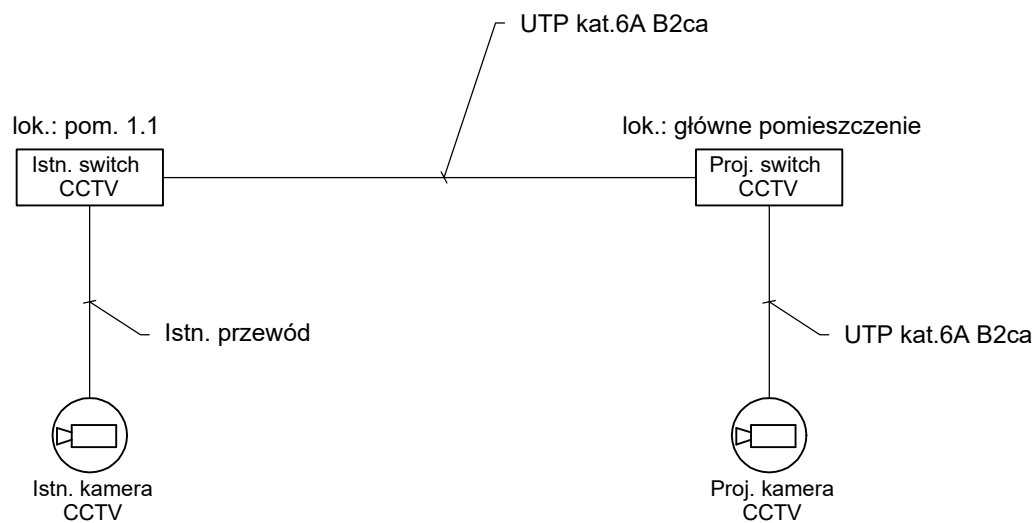 UTP kat.6A B2ca
lok.: pom. 1.1
lok.: główne pomieszczenie
Istn. switch
CCTV
Proj. switch
CCTV
Istn. przewód
UTP kat.6A B2ca
Istn. kamera
CCTV
Proj. kamera
CCTV